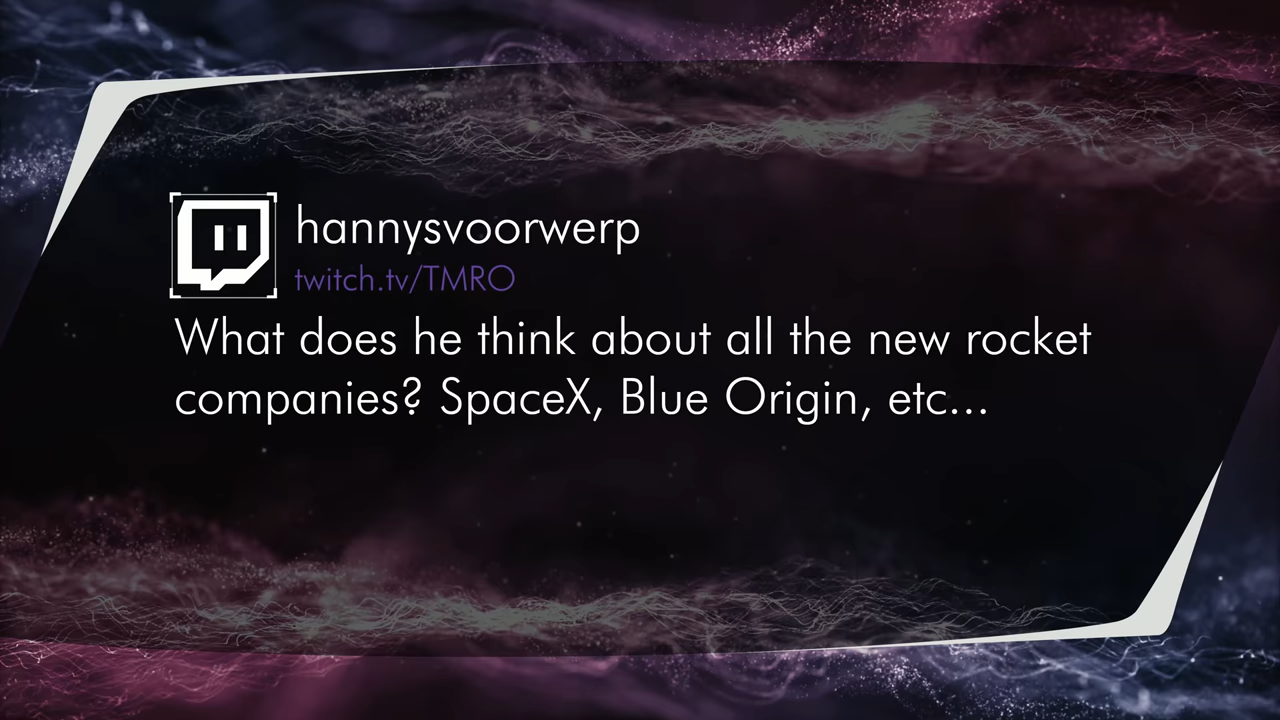 hannysvoorwerp
twitch.tv/TMRO
What does he think about all the new rocket
companies? SpaceX, Blue Origin, etc...